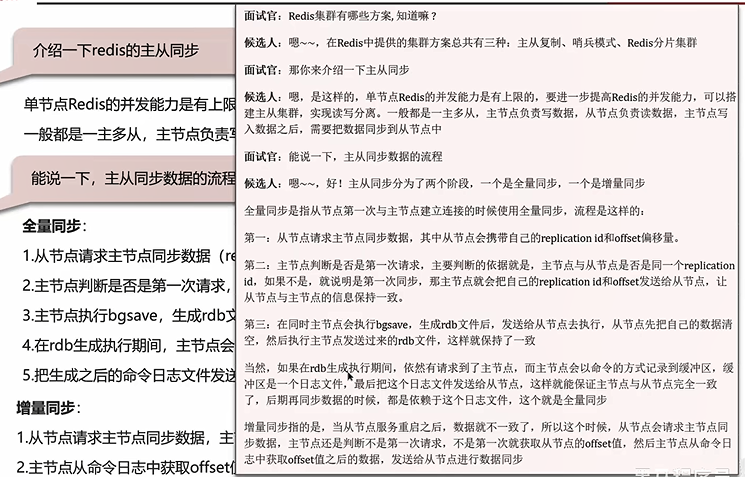 介绍一下redis的主从同步
单节点Redis的并发能力是有上限
一般都是一主多从，主节点负责写
能说一下，主从同步数据的流程
全量同步：
1.从节点请求主节点同步数据（re
2.主节点判断是否是第一次请求，
3.主节点执行bgsave，生成rdb文
4.在rdb生成执行期间，主节点会
5.把生成之后的命令日志文件发送
增量同步：
1.从节点请求主节点同步数据，主
2.主节点从命令日志中获取offset值
面试官：Redis集群有哪些方案, 知道嘛？
候选人：嗯~~，在Redis中提供的集群方案总共有三种：主从复制、哨兵模式、Redis分片集群
面试官：那你来介绍一下主从同步
候选人：嗯，是这样的，单节点Redis的并发能力是有上限的，要进一步提高Redis的并发能力，可以搭
建主从集群，实现读写分离。一般都是一主多从，主节点负责写数据，从节点负责读数据，主节点写
入数据之后，需要把数据同步到从节点中
面试官：能说一下，主从同步数据的流程
候选人：嗯~~，好！主从同步分为了两个阶段，一个是全量同步，一个是增量同步
全量同步是指从节点第一次与主节点建立连接的时候使用全量同步，流程是这样的：
第一：从节点请求主节点同步数据，其中从节点会携带自己的replication id和offset偏移量。
第二：主节点判断是否是第一次请求，主要判断的依据就是，主节点与从节点是否是同一个replication
id，如果不是，就说明是第一次同步，那主节点就会把自己的replication id和offset发送给从节点，让
从节点与主节点的信息保持一致。
第三：在同时主节点会执行bgsave，生成rdb文件后，发送给从节点去执行，从节点先把自己的数据清
空，然后执行主节点发送过来的rdb文件，这样就保持了一致
当然，如果在rdb生成执行期间，依然有请求到了主节点，而主节点会以命令的方式记录到缓冲区，缓
冲区是一个日志文件，最后把这个日志文件发送给从节点，这样就能保证主节点与从节点完全一致
了，后期再同步数据的时候，都是依赖于这个日志文件，这个就是全量同步
增量同步指的是，当从节点服务重启之后，数据就不一致了，所以这个时候，从节点会请求主节点同
步数据，主节点还是判断不是第一次请求，不是第一次就获取从节点的offset值，然后主节点从命令日
志中获取offset值之后的数据，发送给从节点进行数据同步